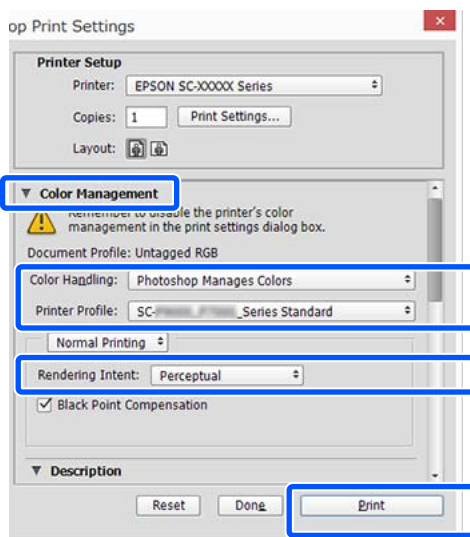 op Print Settings
Printer Setup
Printer: EPSON SC-XXXXX Series
Copies: 1 Print Settings...
Layout:
Color Management
Remember to disable the printer's color
management in the print settings dialog box.
Document Profile: Untagged RGB
Color Handling: Photoshop Manages Colors
Printer Profile: SC- _Series Standard
Normal Printing
Rendering Intent: Perceptual
Black Point Compensation
Description
Reset Done Print